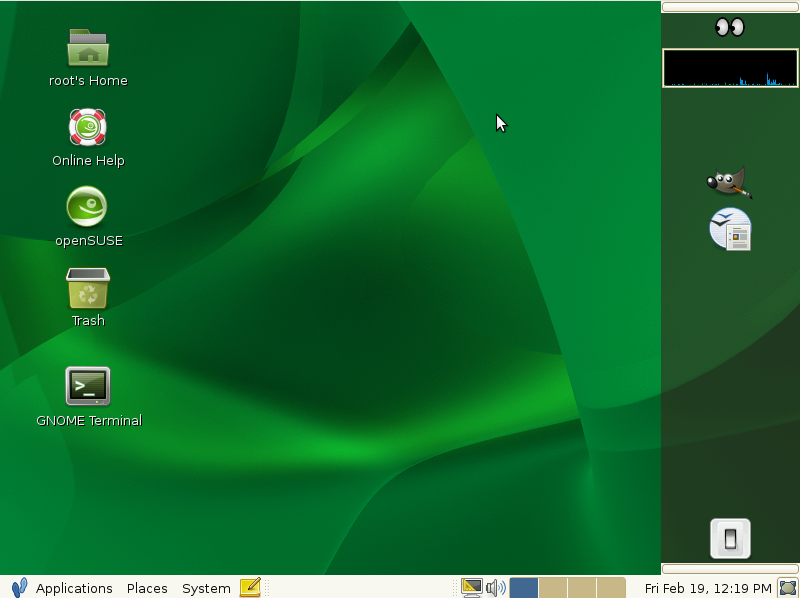 root's Home
Online Help
openSUSE
Trash
>_
GNOME Terminal
Applications Places System
Fri Feb 19, 12:19 PM